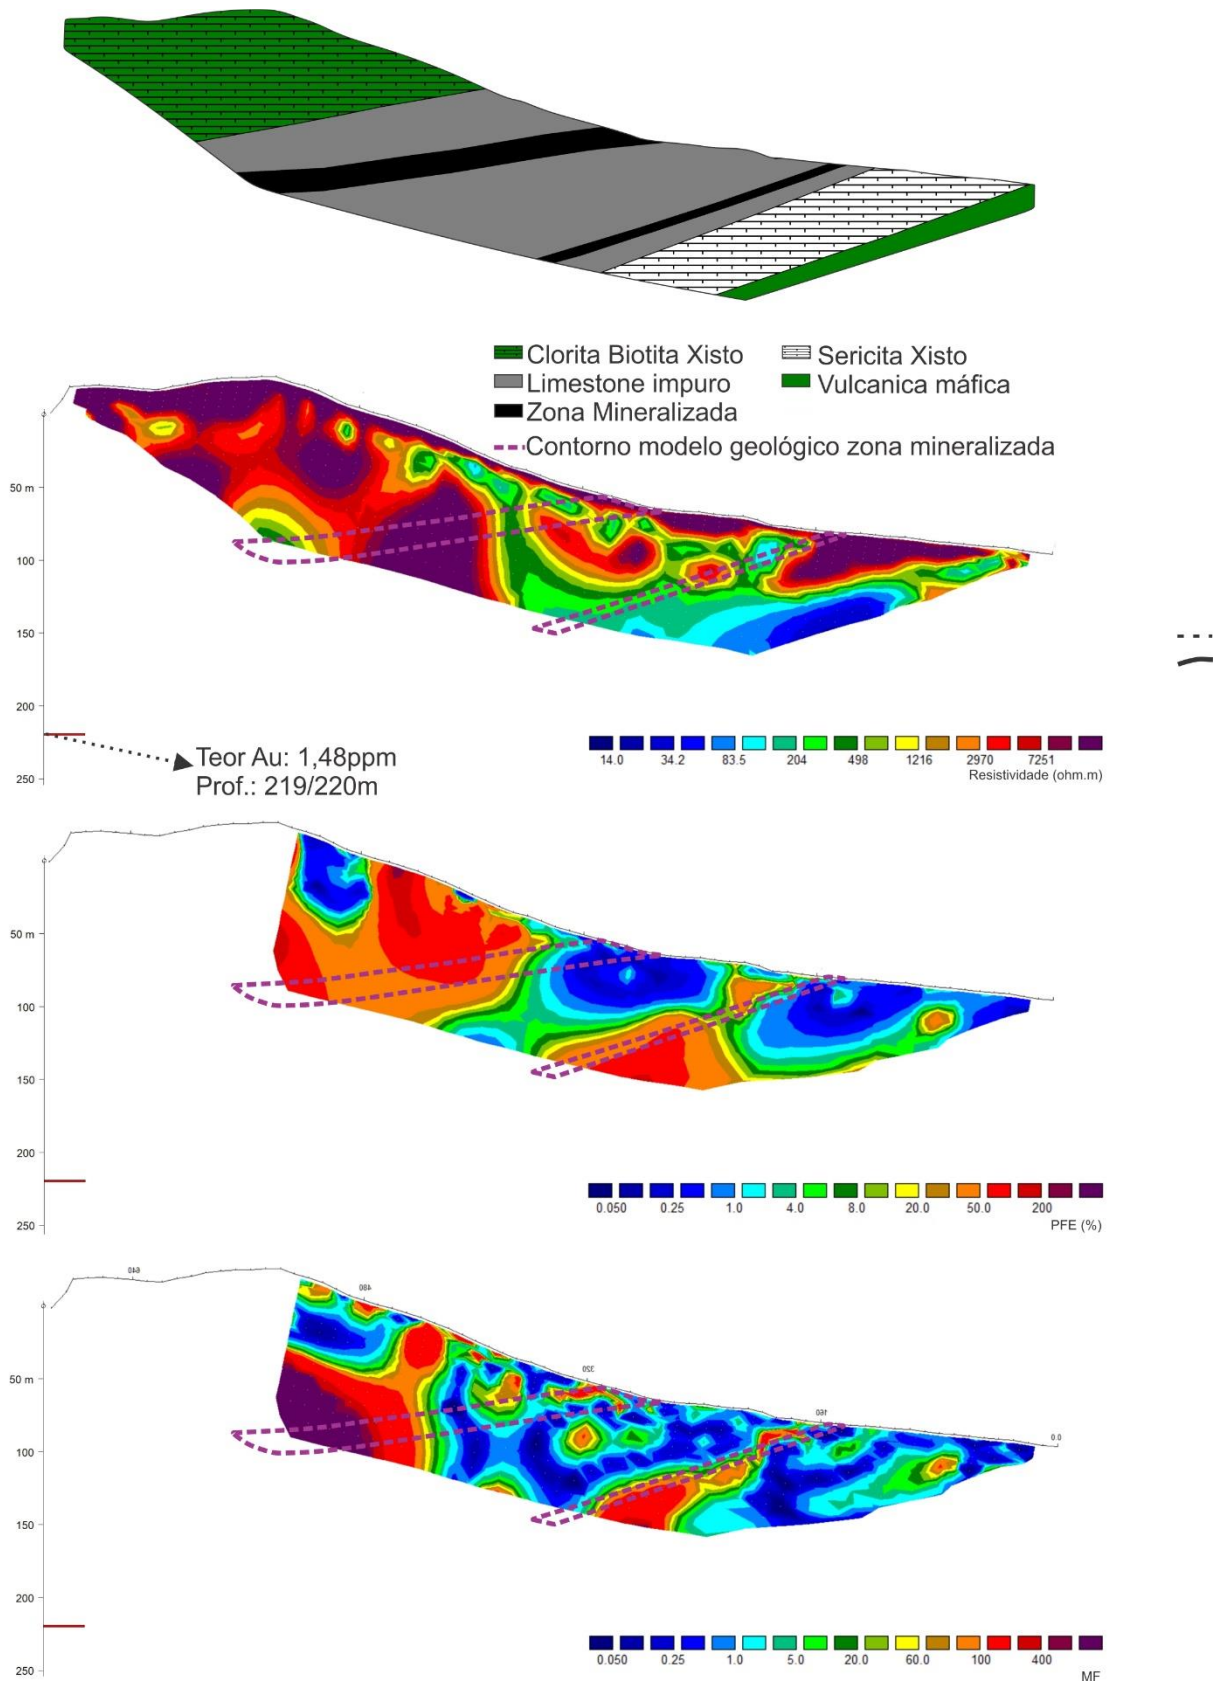 Clorita Biotita Xisto
Sericita Xisto
Limestone impuro
Vulcanica máfica
Zona Mineralizada
Contorno modelo geológico zona mineralizada
0
50 m
100
150
200
250
Teor Au: 1,48ppm
Prof.: 219/220m
14.0 34.2 83.5 204 498 1216 2970 7251
Resistividade (ohm.m)
0
50 m
100
150
200
250
0.050 0.25 1.0 4.0 8.0 20.0 50.0 200
PFE (%)
640
480
320
160
0.0
0
50 m
100
150
200
250
0.050 0.25 1.0 5.0 20.0 60.0 100 400
MF